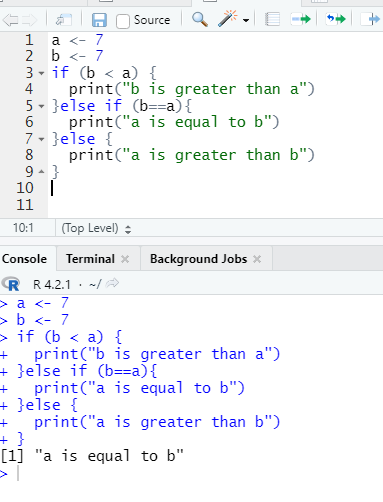 Source
1 a <- 7
2 b <- 7
3 if (b < a) {
4   print("b is greater than a")
5 }else if (b==a){
6   print("a is equal to b")
7 }else {
8   print("a is greater than b")
9 }
10
11
10:1 (Top Level)
Console Terminal Background Jobs
R R 4.2.1 · ~/
> a <- 7
> b <- 7
> if (b < a) {
+   print("b is greater than a")
+ }else if (b==a){
+   print("a is equal to b")
+ }else {
+   print("a is greater than b")
+ }
[1] "a is equal to b"
>